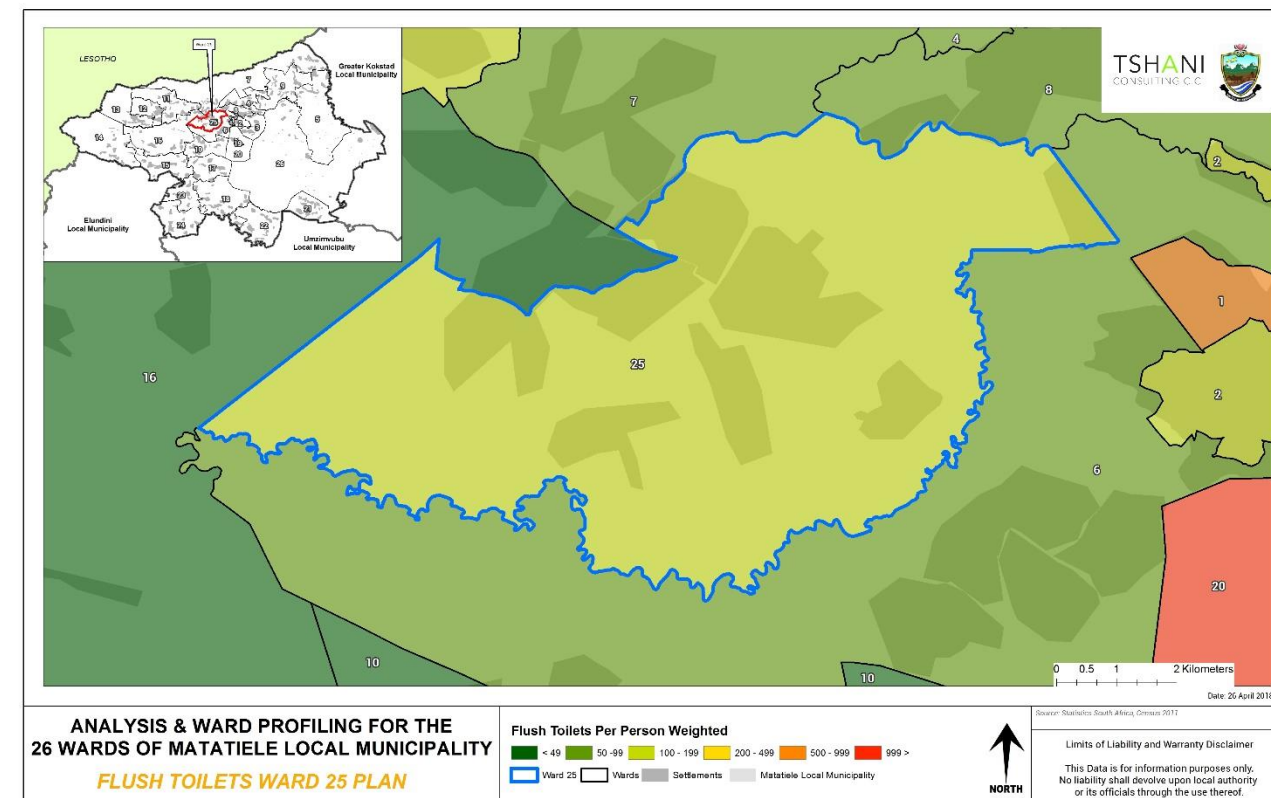 LESOTHO
Greater Kokstad
Local Municipality
Elundini
Local Municipality
Umzimvubu
Local Municipality
TSHANI
CONSULTING C.C
4
7
8
2
1
25
16
2
6
20
10
10
0 0.5 1 2 Kilometers
Date: 26 April 2018
ANALYSIS & WARD PROFILING FOR THE
26 WARDS OF MATATIELE LOCAL MUNICIPALITY
FLUSH TOILETS WARD 25 PLAN
Flush Toilets Per Person Weighted
< 49 50 -99 100 - 199 200 - 499 500 - 999 999 >
Ward 25 Wards Settlements Matatiele Local Municipality
NORTH
Source: Statistics South Africa, Census 2011
Limits of Liability and Warranty Disclaimer
This Data is for information purposes only.
No liability shall devolve upon local authority
or its officials through the use thereof.